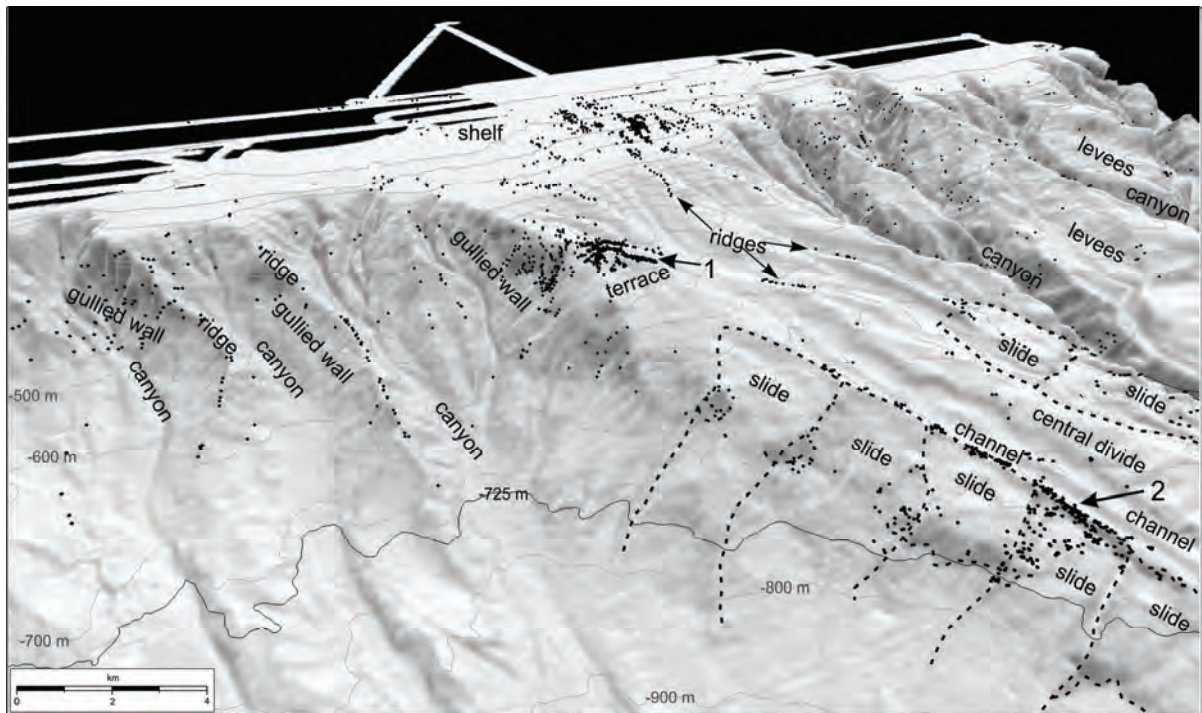 shelf
levees
canyon
levees
ridges
canyon
1
terrace
gullied wall
ridge
gullied wall
ridge
gullied wall
canyon
canyon
canyon
slide
slide
slide
central divide
channel
slide
slide
2
channel
slide
slide
-500 m
-600 m
-725 m
-800 m
-700 m
-900 m
km
0 2 4